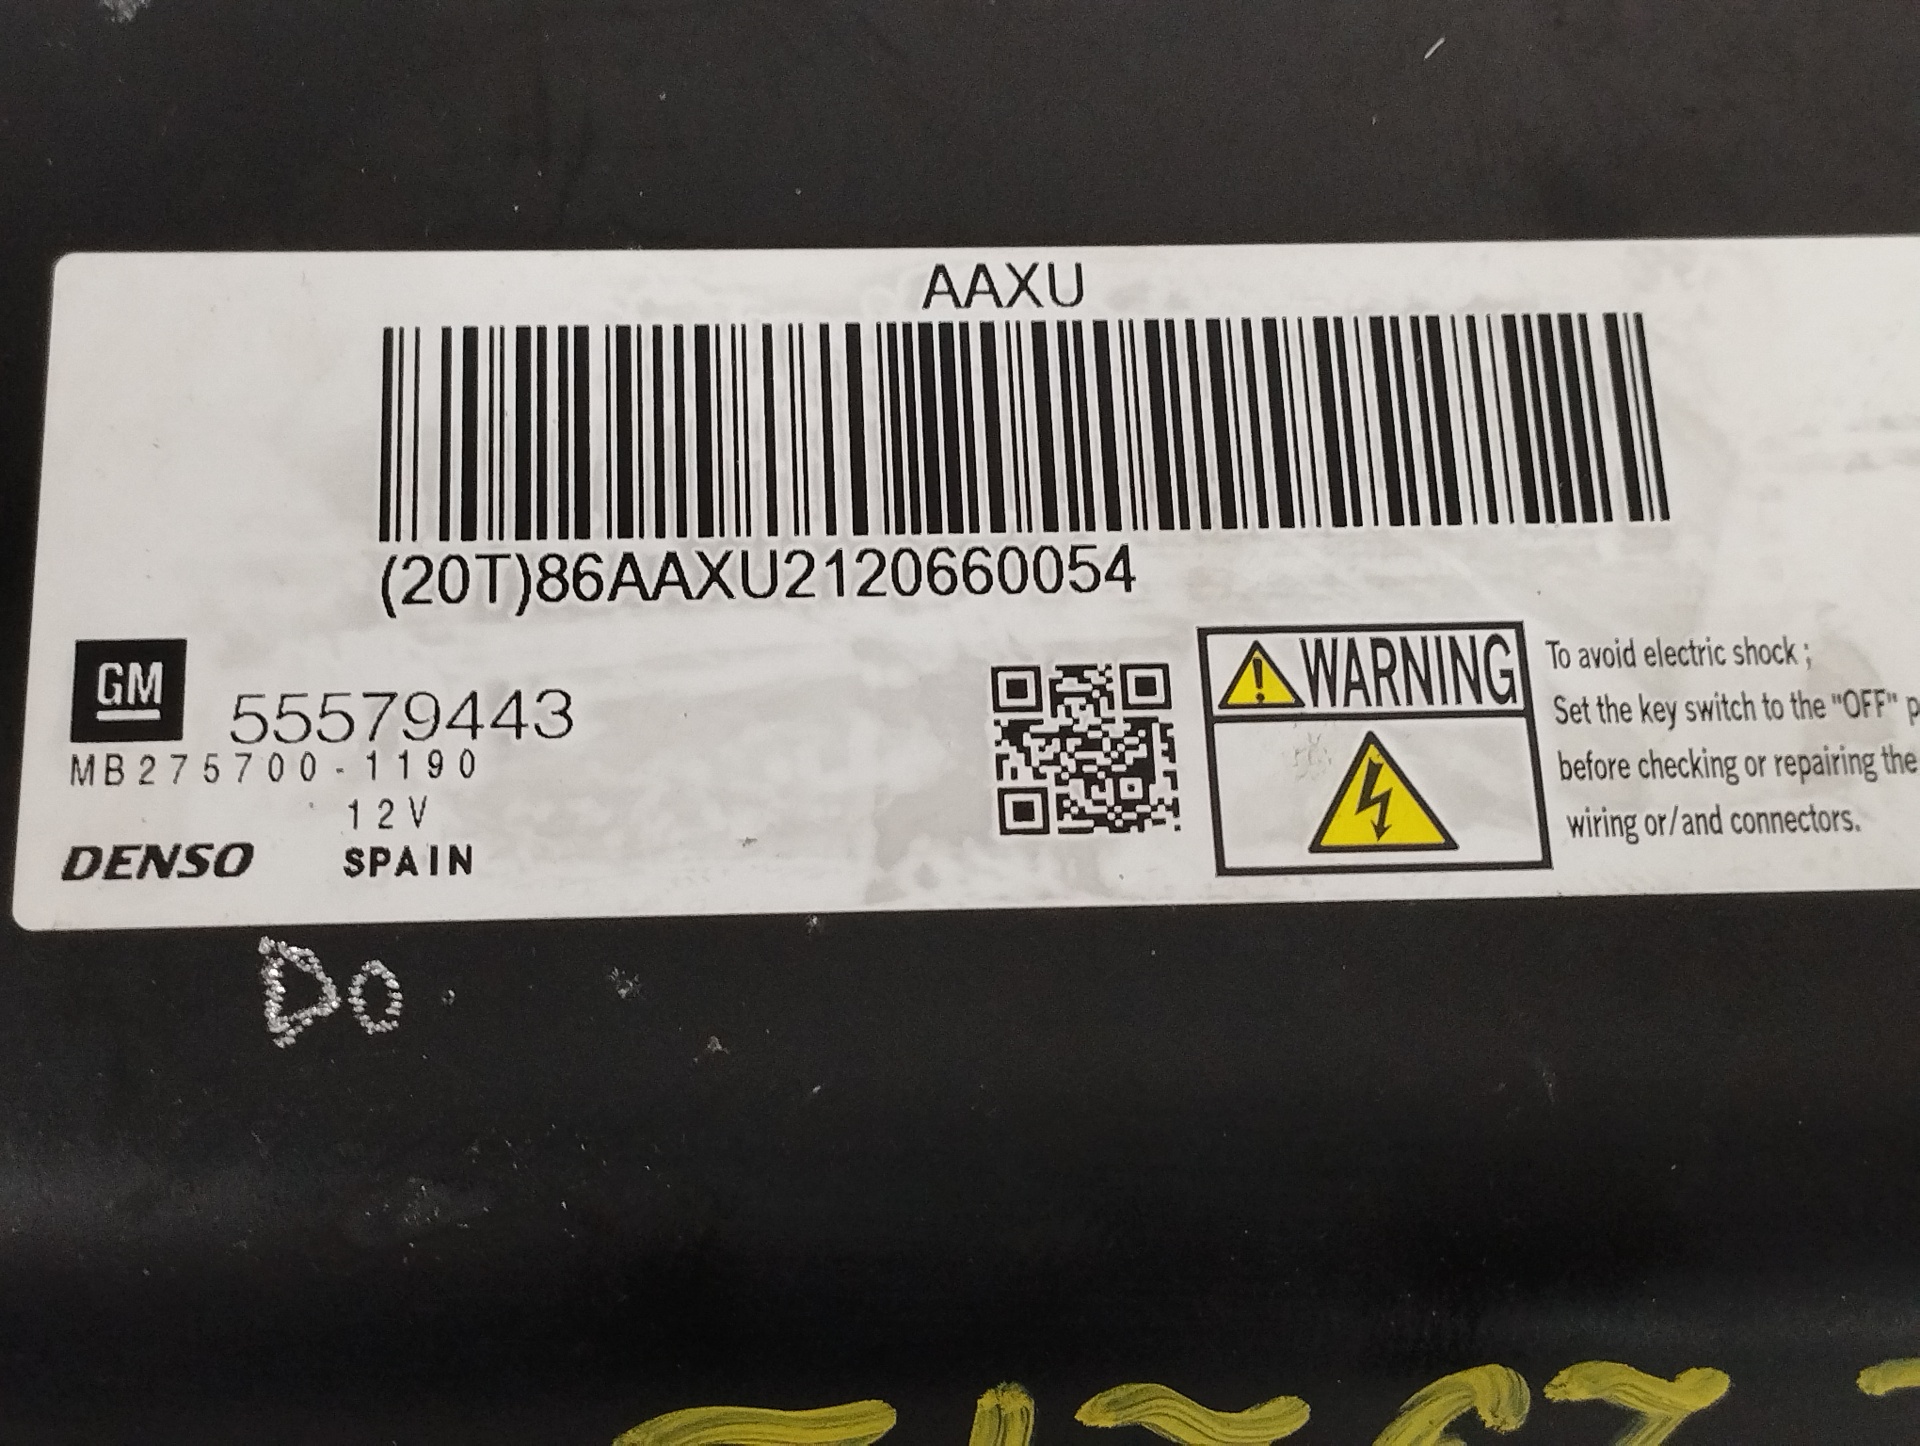 AAXU
(20T)86AAXU2120660054
GM
55579443
MB275700-1190
12V
DENSO SPAIN
WARNING
To avoid electric shock;
Set the key switch to the "OFF"
before checking or repairing the
wiring or/and connectors.
Do